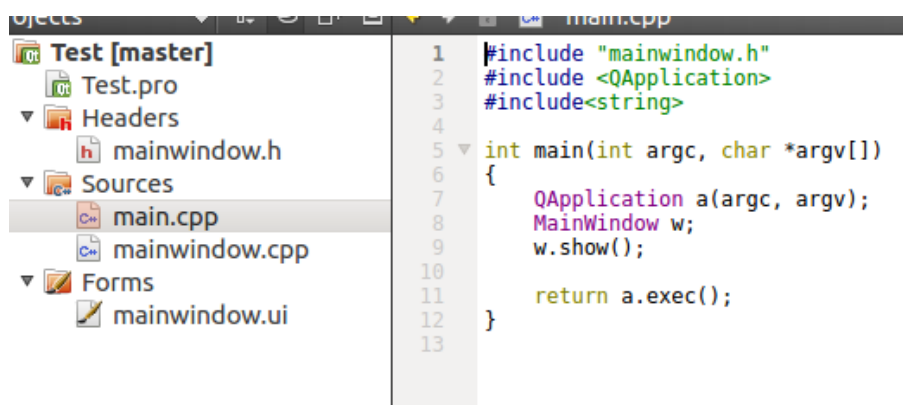 main.cpp
Test [master]
Test.pro
Headers
mainwindow.h
Sources
main.cpp
mainwindow.cpp
Forms
mainwindow.ui
1 #include "mainwindow.h"
2 #include <QApplication>
3 #include<string>
4
5 int main(int argc, char *argv[])
6 {
7 QApplication a(argc, argv);
8 MainWindow w;
9 w.show();
10
11 return a.exec();
12 }
13